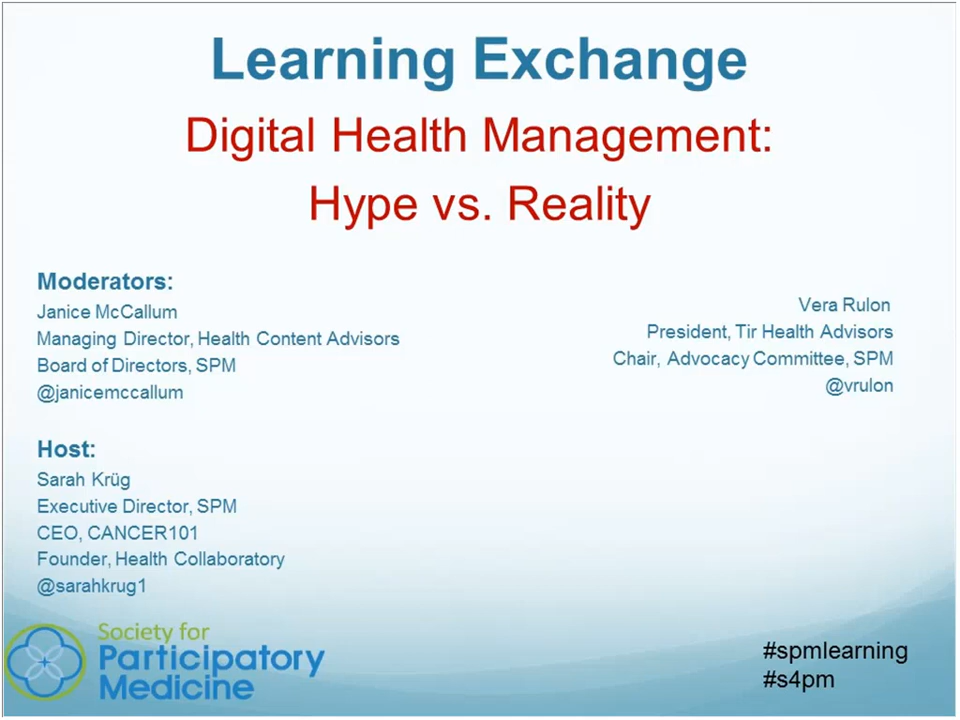 Learning Exchange
Digital Health Management:
Hype vs. Reality
Moderators:
Janice McCallum
Managing Director, Health Content Advisors
Board of Directors, SPM
@janicemccallum
Vera Rulon
President, Tir Health Advisors
Chair, Advocacy Committee, SPM
@vrulon
Host:
Sarah Krüg
Executive Director, SPM
CEO, CANCER101
Founder, Health Collaboratory
@sarahkrug1
Society for
Participatory
Medicine
#spmlearning
#s4pm